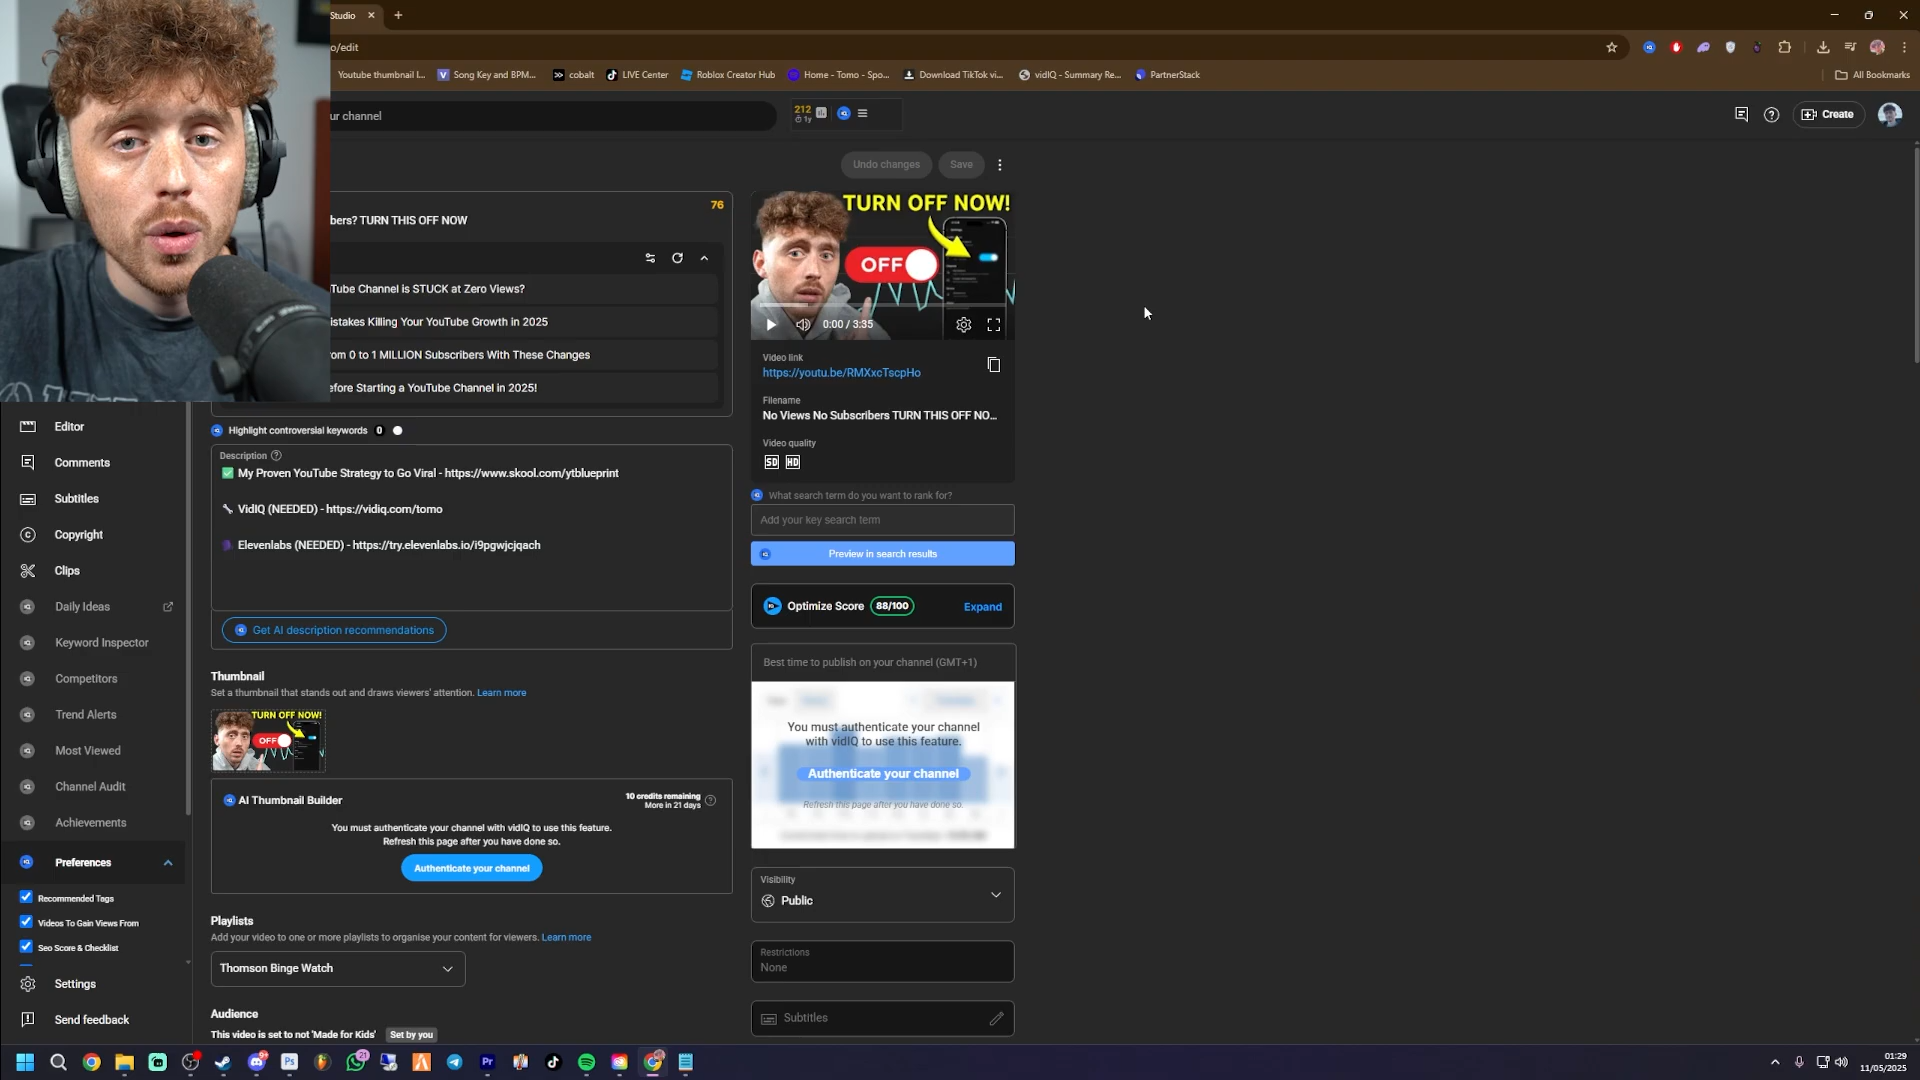 Studio
o/edit
Youtube thumbnail l...
Song Key and BPM...
cobalt
LIVE Center
Roblox Creator Hub
Home - Tomo - Spo...
Download TikTok vi...
vidIQ - Summary Re...
PartnerStack
All Bookmarks
ur channel
212
1y
Create
Undo changes
Save
bers? TURN THIS OFF NOW
76
Tube Channel is STUCK at Zero Views?
istakes Killing Your YouTube Growth in 2025
om 0 to 1 MILLION Subscribers With These Changes
efore Starting a YouTube Channel in 2025!
Highlight controversial keywords 0
Description
My Proven YouTube Strategy to Go Viral - https://www.skool.com/ytblueprint
VidIQ (NEEDED) - https://vidiq.com/tomo
Elevenlabs (NEEDED) - https://try.elevenlabs.io/i9pgwjcjqach
Get AI description recommendations
Thumbnail
Set a thumbnail that stands out and draws viewers' attention. Learn more
TURN OFF NOW!
OFF
AI Thumbnail Builder
10 credits remaining
More in 21 days
You must authenticate your channel with vidIQ to use this feature.
Refresh this page after you have done so.
Authenticate your channel
Playlists
Add your video to one or more playlists to organise your content for viewers. Learn more
Thomson Binge Watch
Audience
This video is set to not 'Made for Kids' Set by you
TURN OFF NOW!
OFF
0:00 / 3:35
Video link
https://youtu.be/RMXxcTscpHo
Filename
No Views No Subscribers TURN THIS OFF NO...
Video quality
SD HD
What search term do you want to rank for?
Add your key search term
Preview in search results
Optimize Score 88/100 Expand
Best time to publish on your channel (GMT+1)
You must authenticate your channel
with vidIQ to use this feature.
Authenticate your channel
Refresh this page after you have done so.
Visibility
Public
Restrictions
None
Subtitles
Editor
Comments
Subtitles
Copyright
Clips
Daily Ideas
Keyword Inspector
Competitors
Trend Alerts
Most Viewed
Channel Audit
Achievements
Preferences
Recommended Tags
Videos To Gain Views From
Seo Score & Checklist
Settings
Send feedback
21
01:29
11/05/2025